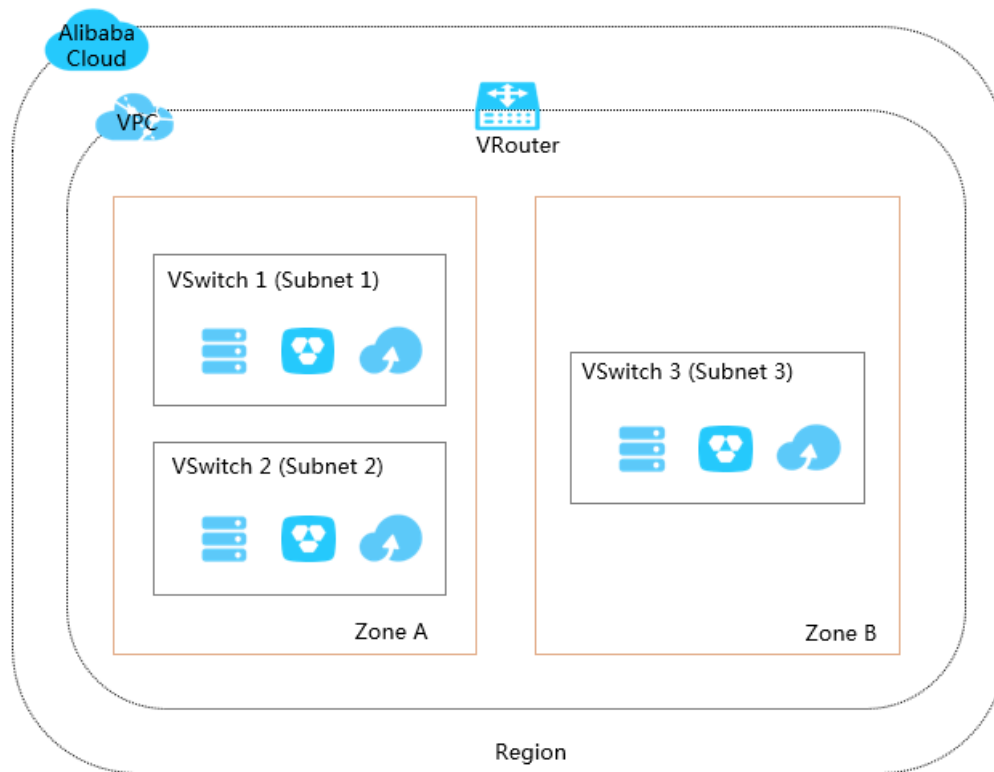 Alibaba
Cloud
VPC
VRouter
VSwitch 1 (Subnet 1)
VSwitch 2 (Subnet 2)
Zone A
VSwitch 3 (Subnet 3)
Zone B
Region